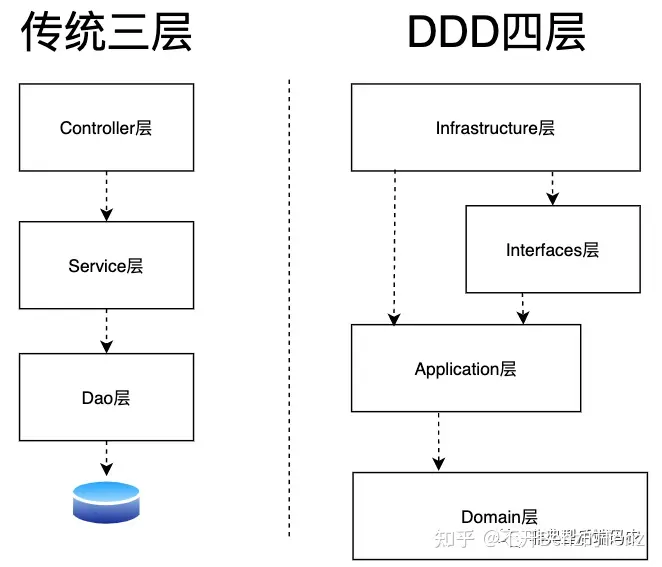 传统三层
Controller层
Service层
Dao层
DDD四层
Infrastructure层
Interfaces层
Application层
Domain层
知乎